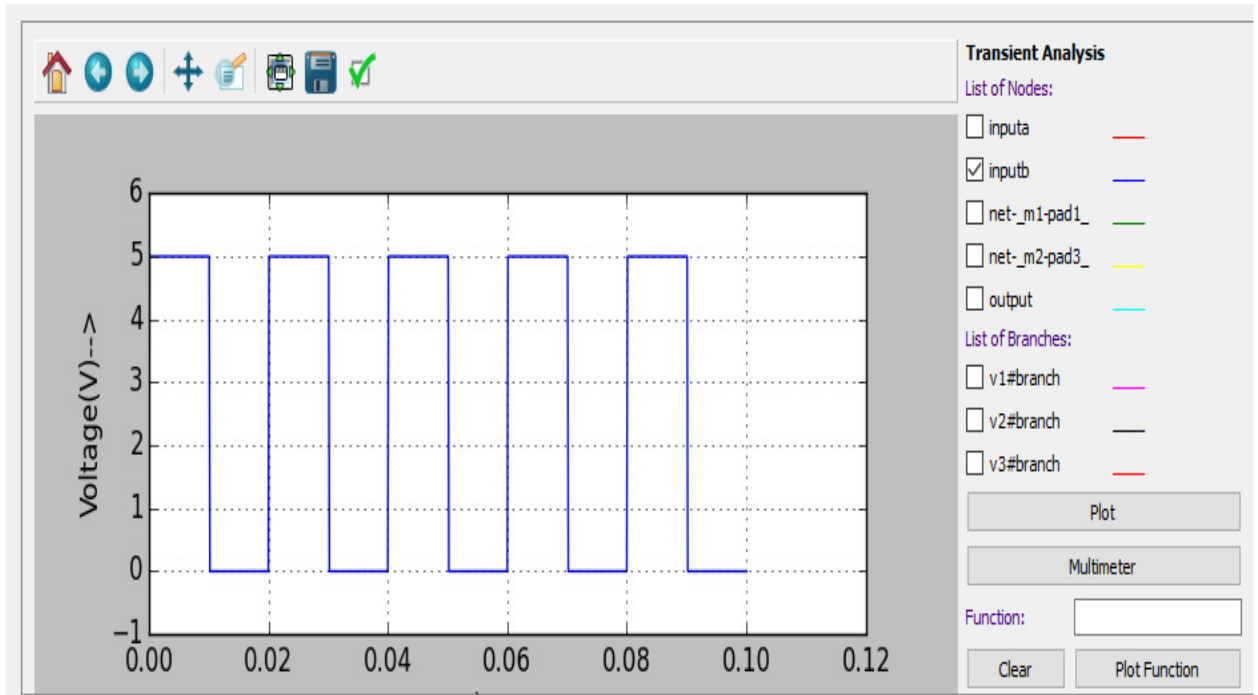 Transient Analysis
List of Nodes:
inputa
inputb
net-_m1-pad1_
net-_m2-pad3_
output
List of Branches:
v1#branch
v2#branch
v3#branch
Plot
Multimeter
Function:
Clear
Plot Function
Voltage(V)-->
6
5
4
3
2
1
0
−1
0.00
0.02
0.04
0.06
0.08
0.10
0.12